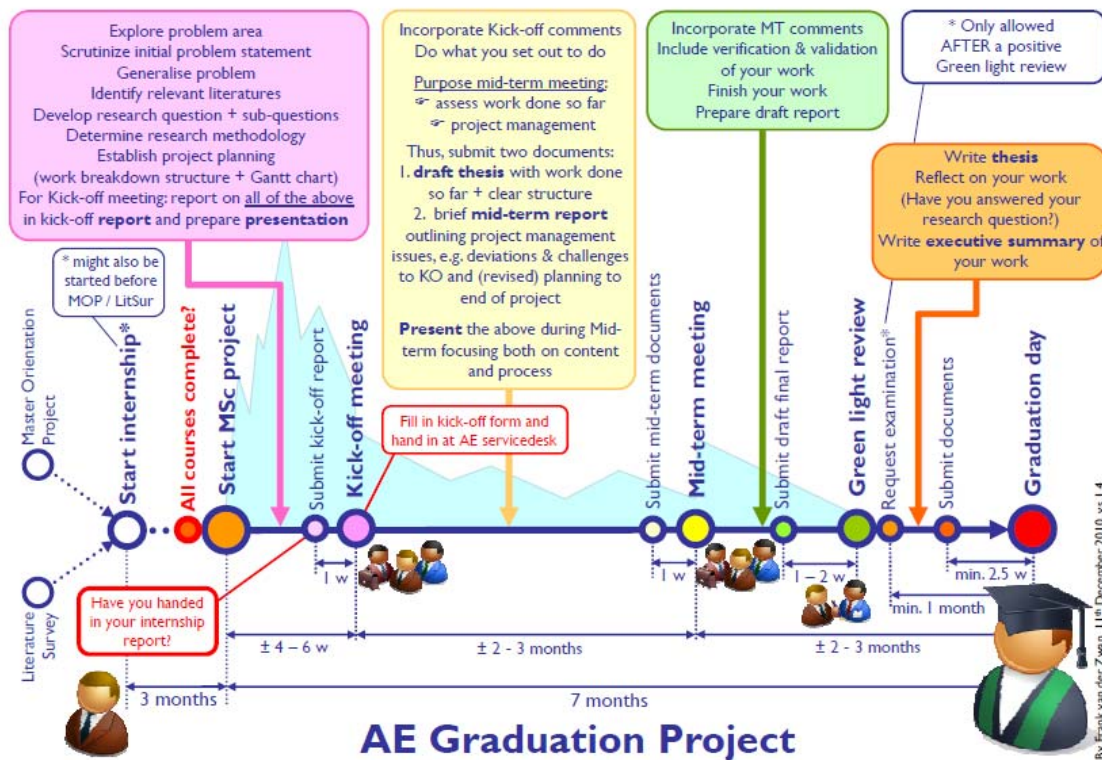 Explore problem area
Scrutinize initial problem statement
Generalise problem
Identify relevant literatures
Develop research question + sub-questions
Determine research methodology
Establish project planning
(work breakdown structure + Gantt chart)
For Kick-off meeting: report on all of the above
in kick-off report and prepare presentation
Incorporate Kick-off comments
Do what you set out to do
Purpose mid-term meeting:
☞ assess work done so far
☞ project management
Thus, submit two documents:
1. draft thesis with work done
so far + clear structure
2. brief mid-term report
outlining project management
issues, e.g. deviations & challenges
to KO and (revised) planning to
end of project
Present the above during Mid-
term focusing both on content
and process
Incorporate MT comments
Include verification & validation
of your work
Finish your work
Prepare draft report
* Only allowed
AFTER a positive
Green light review
Write thesis
Reflect on your work
(Have you answered your
research question?)
Write executive summary of
your work
* might also be
started before
MOP / LitSur
Fill in kick-off form and
hand in at AE servicedesk
Master Orientation
Project
Literature
Survey
Start internship*
All courses complete?
Start MSc project
Submit kick-off report
Kick-off meeting
Submit mid-term documents
Mid-term meeting
Submit draft final report
Green light review
Request examination*
Submit documents
Graduation day
Have you handed
in your internship
report?
1 w
1 w
1 – 2 w
min. 2.5 w
min. 1 month
± 4 – 6 w
± 2 - 3 months
± 2 - 3 months
3 months
7 months
AE Graduation Project
By Frank van der Zwan, 11th December 2010, vs 1.4